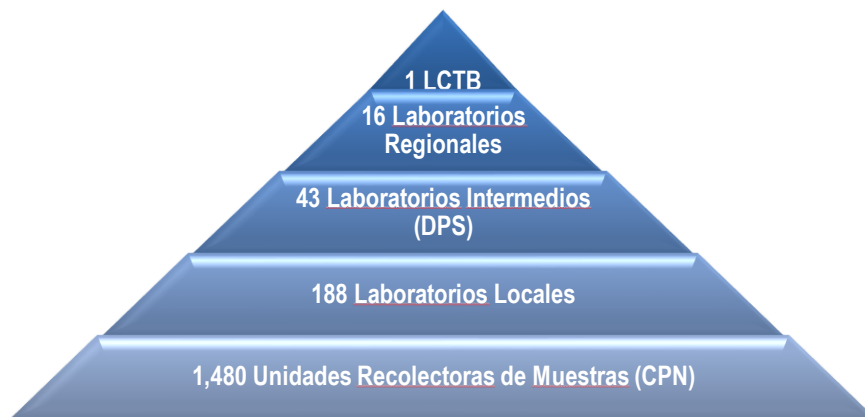 1 LCTB
16 Laboratorios
Regionales
43 Laboratorios Intermedios
(DPS)
188 Laboratorios Locales
1,480 Unidades Recolectoras de Muestras (CPN)